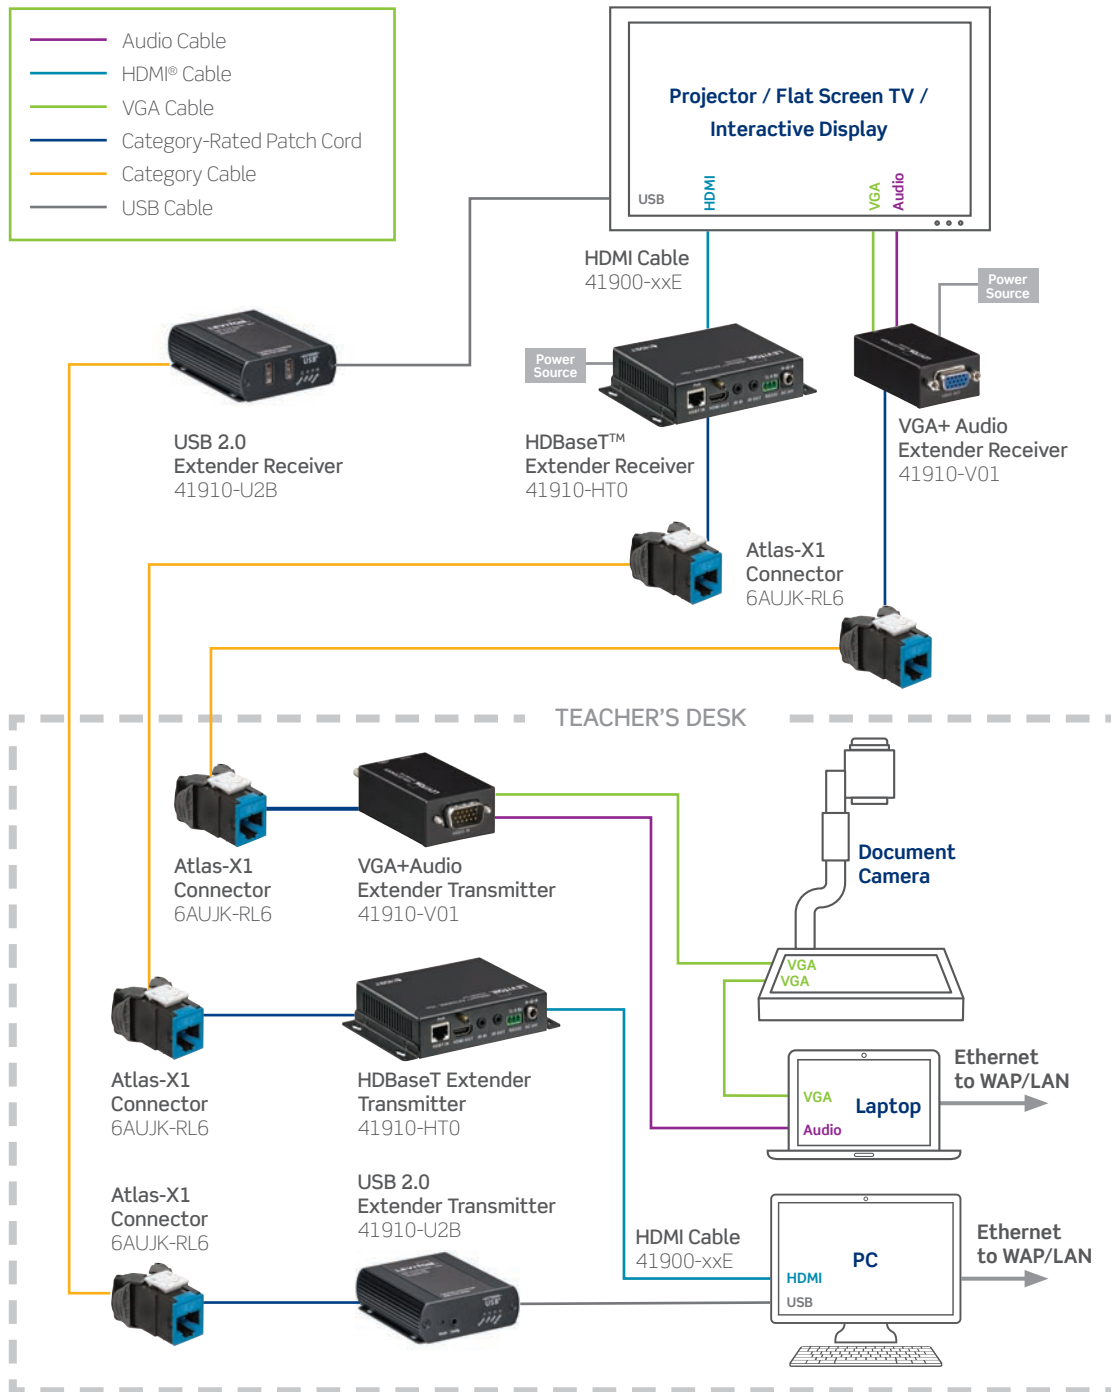 Audio Cable
HDMI® Cable
VGA Cable
Category-Rated Patch Cord
Category Cable
USB Cable
Projector / Flat Screen TV /
Interactive Display
USB
HDMI
VGA
Audio
HDMI Cable
41900-xxE
Power
Source
Power
Source
USB 2.0
Extender Receiver
41910-U2B
HDBaseT™
Extender Receiver
41910-HT0
VGA+ Audio
Extender Receiver
41910-V01
Atlas-X1
Connector
6AUJK-RL6
TEACHER'S DESK
Atlas-X1
Connector
6AUJK-RL6
VGA+Audio
Extender Transmitter
41910-V01
Document
Camera
VGA
VGA
Atlas-X1
Connector
6AUJK-RL6
HDBaseT Extender
Transmitter
41910-HT0
VGA
Laptop
Audio
Ethernet
to WAP/LAN
Atlas-X1
Connector
6AUJK-RL6
USB 2.0
Extender Transmitter
41910-U2B
HDMI Cable
41900-xxE
PC
HDMI
USB
Ethernet
to WAP/LAN